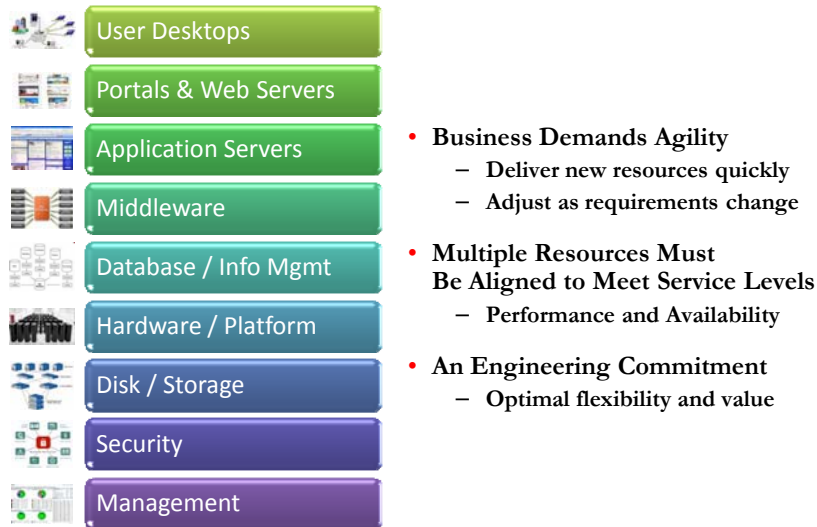 User Desktops
Portals & Web Servers
Application Servers
Middleware
Database / Info Mgmt
Hardware / Platform
Disk / Storage
Security
Management
• Business Demands Agility
– Deliver new resources quickly
– Adjust as requirements change
• Multiple Resources Must
Be Aligned to Meet Service Levels
– Performance and Availability
• An Engineering Commitment
– Optimal flexibility and value